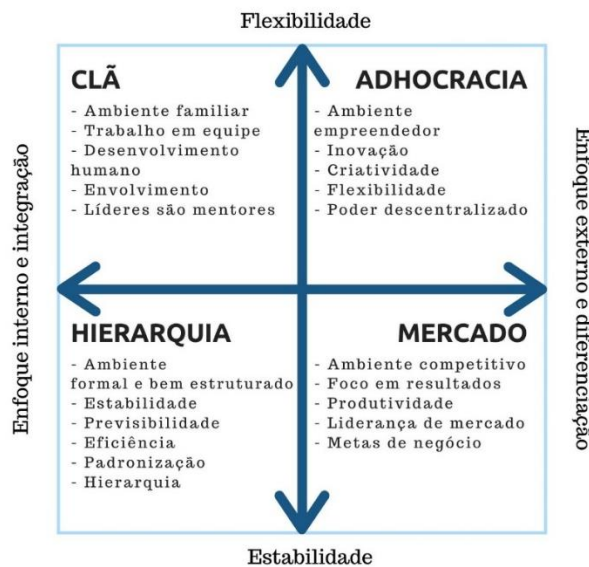 Flexibilidade
CLÃ
- Ambiente familiar
- Trabalho em equipe
- Desenvolvimento
humano
- Envolvimento
- Líderes são mentores
ADHOCRACIA
- Ambiente
empreendedor
- Inovação
- Criatividade
- Flexibilidade
- Poder descentralizado
Enfoque interno e integração
Enfoque externo e diferenciação
HIERARQUIA
- Ambiente
formal e bem estruturado
- Estabilidade
- Previsibilidade
- Eficiência
- Padronização
- Hierarquia
MERCADO
- Ambiente competitivo
- Foco em resultados
- Produtividade
- Liderança de mercado
- Metas de negócio
Estabilidade